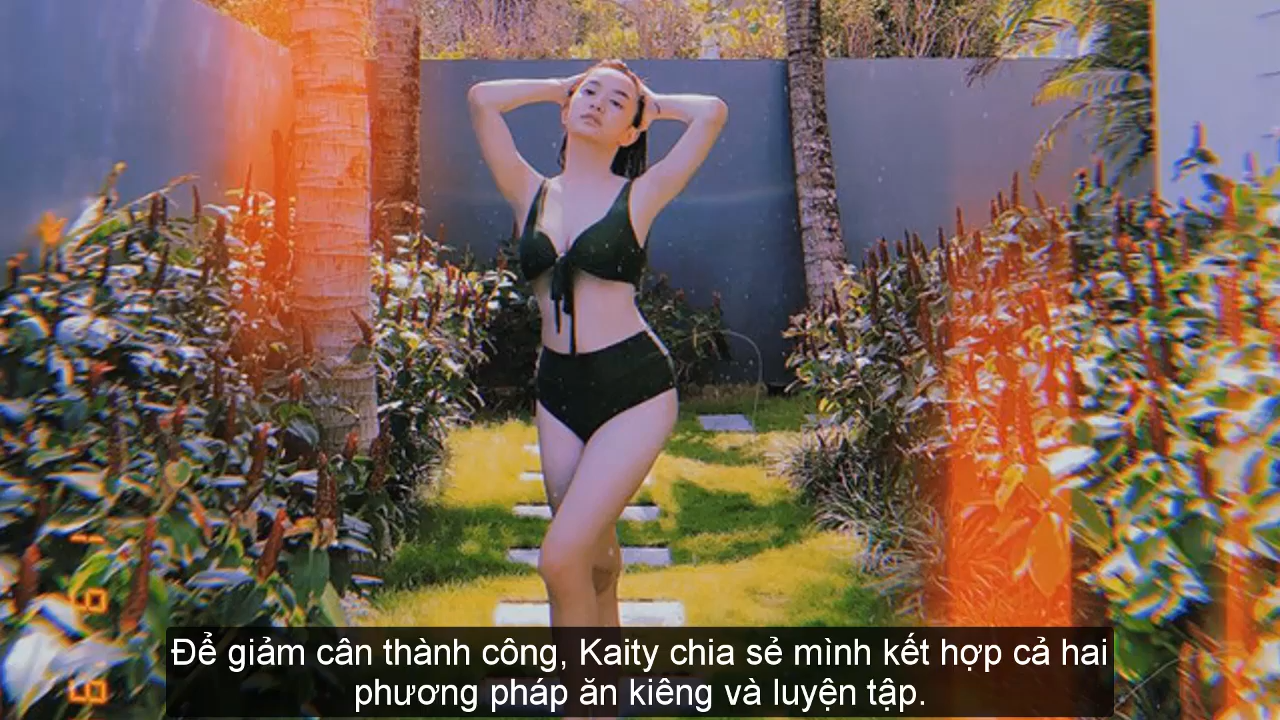 Để giảm cân thành công, Kaity chia sẻ mình kết hợp cả hai
phương pháp ăn kiêng và luyện tập.